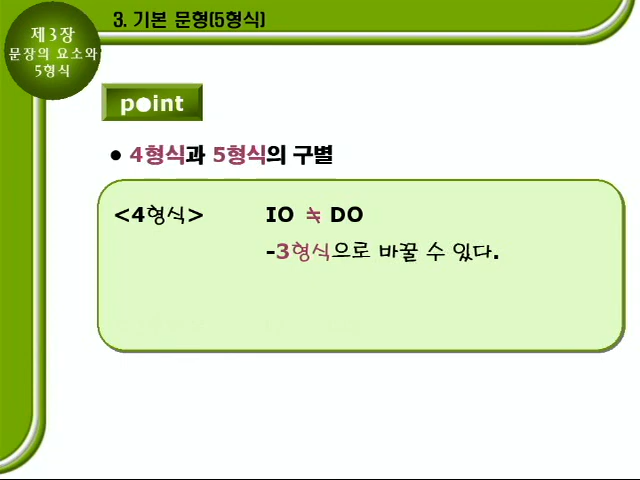 3. 기본 문형(5형식)
제3장
문장의 요소와
5형식
point
● 4형식과 5형식의 구별
<4형식> IO ≒ DO
-3형식으로 바꿀 수 있다.